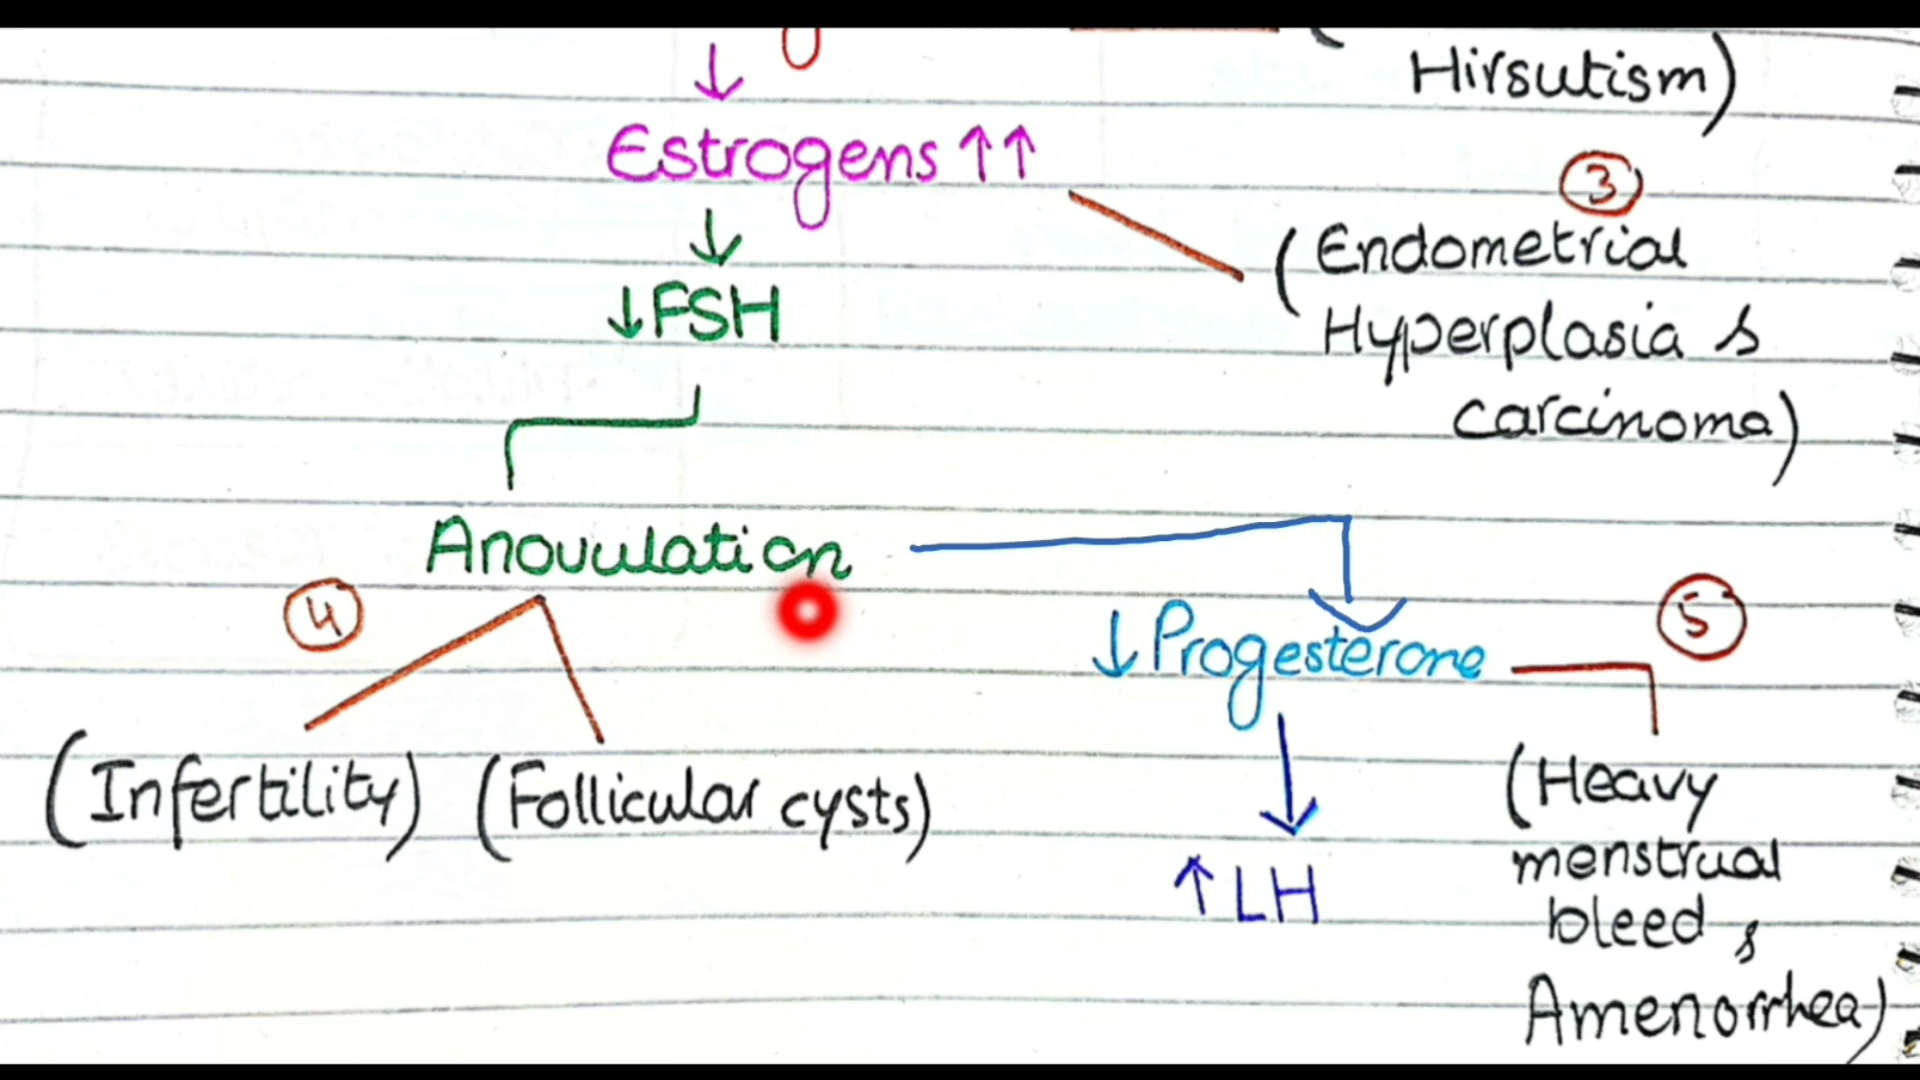 ↓
Hirsutism)
Estrogens ↑↑
↓
3
(Endometrial
Hyperplasia &
carcinoma)
↓FSH
Anovulation
4
5
↓Progesterone
(Infertility) (Follicular cysts)
(Heavy
menstrual
bleed &
Amenorrhea)
↑LH